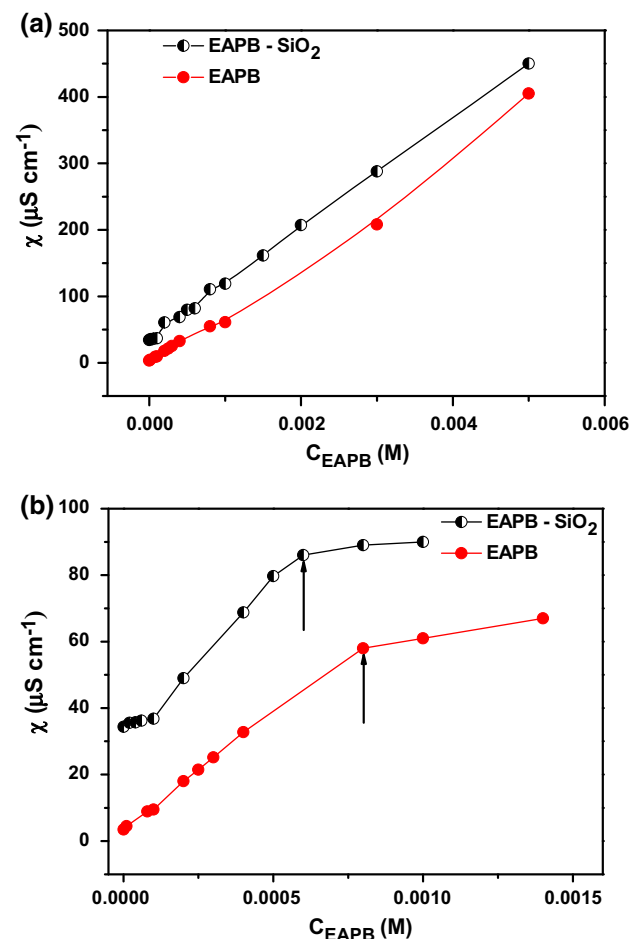 (a)
500
400
300
200
100
0
χ (µS cm⁻¹)
EAPB - SiO₂
EAPB
0.000
0.002
0.004
0.006
C_EAPB (M)
(b)
100
80
60
40
20
0
χ (µS cm⁻¹)
EAPB - SiO₂
EAPB
0.0000
0.0005
0.0010
0.0015
C_EAPB (M)